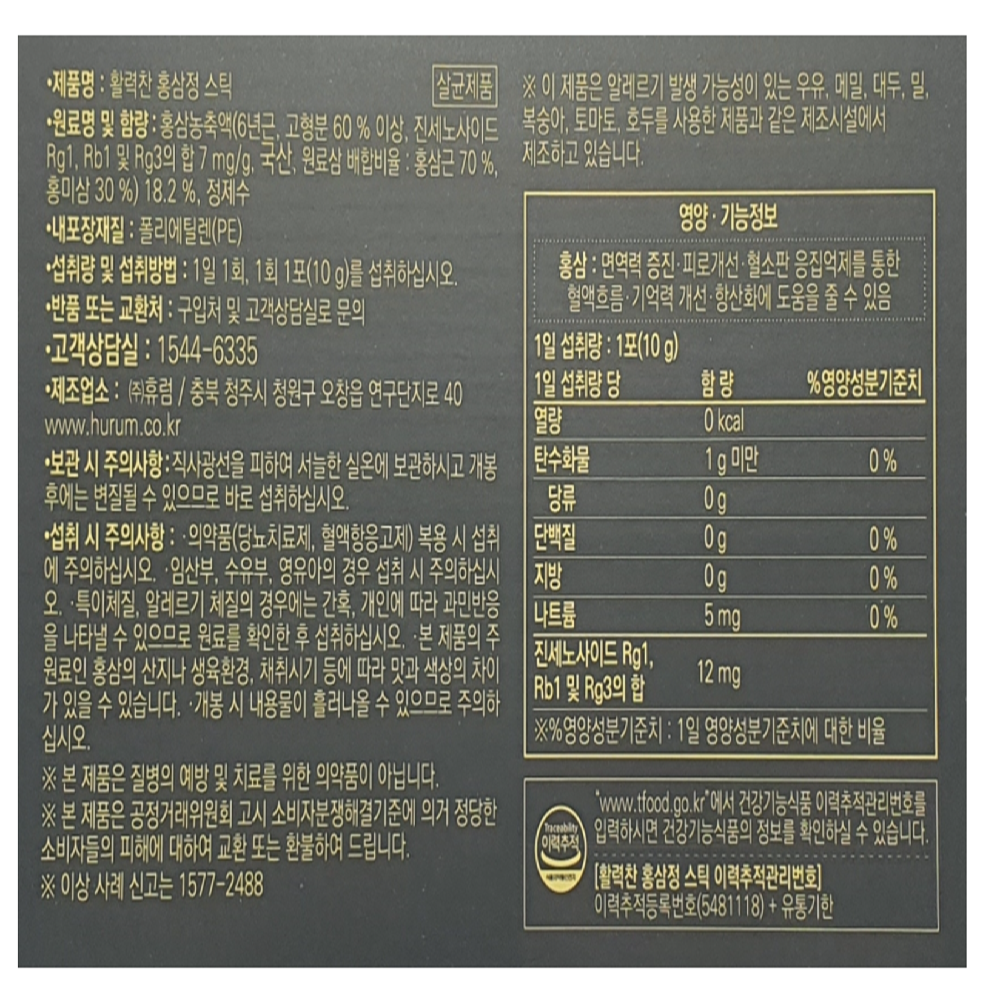 •제품명 : 활력찬 홍삼정 스틱
살균제품
•원료명 및 함량 : 홍삼농축액(6년근, 고형분 60 % 이상, 진세노사이드
Rg1, Rb1 및 Rg3의 합 7 mg/g, 국산, 원료삼 배합비율 : 홍삼근 70 %,
홍미삼 30 %) 18.2 %, 정제수
•내포장재질 : 폴리에틸렌(PE)
•섭취량 및 섭취방법 : 1일 1회, 1회 1포(10 g)를 섭취하십시오.
•반품 또는 교환처 : 구입처 및 고객상담실로 문의
•고객상담실 : 1544-6335
•제조업소 : ㈜휴럼 / 충북 청주시 청원구 오창읍 연구단지로 40
www.hurum.co.kr
•보관 시 주의사항 : 직사광선을 피하여 서늘한 실온에 보관하시고 개봉
후에는 변질될 수 있으므로 바로 섭취하십시오.
•섭취 시 주의사항 : ·의약품(당뇨치료제, 혈액항응고제) 복용 시 섭취
에 주의하십시오. ·임산부, 수유부, 영유아의 경우 섭취 시 주의하십시
오. ·특이체질, 알레르기 체질의 경우에는 간혹, 개인에 따라 과민반응
을 나타낼 수 있으므로 원료를 확인한 후 섭취하십시오. ·본 제품의 주
원료인 홍삼의 산지나 생육환경, 채취시기 등에 따라 맛과 색상의 차이
가 있을 수 있습니다. ·개봉 시 내용물이 흘러나올 수 있으므로 주의하
십시오.
※ 본 제품은 질병의 예방 및 치료를 위한 의약품이 아닙니다.
※ 본 제품은 공정거래위원회 고시 소비자분쟁해결기준에 의거 정당한
소비자들의 피해에 대하여 교환 또는 환불하여 드립니다.
※ 이상 사례 신고는 1577-2488
※ 이 제품은 알레르기 발생 가능성이 있는 우유, 메밀, 대두, 밀,
복숭아, 토마토, 호두를 사용한 제품과 같은 제조시설에서
제조하고 있습니다.
영양·기능정보
홍삼 : 면역력 증진·피로개선·혈소판 응집억제를 통한
혈액흐름·기억력 개선·항산화에 도움을 줄 수 있음
1일 섭취량 : 1포(10 g)
1일 섭취량 당 함 량 %영양성분기준치
열량 0 kcal
탄수화물 1 g 미만 0 %
당류 0 g
단백질 0 g 0 %
지방 0 g 0 %
나트륨 5 mg 0 %
진세노사이드 Rg1,
Rb1 및 Rg3의 합 12 mg
※%영양성분기준치 : 1일 영양성분기준치에 대한 비율
Traceability
이력추적
"www.tfood.go.kr"에서 건강기능식품 이력추적관리번호를
입력하시면 건강기능식품의 정보를 확인하실 수 있습니다.
[활력찬 홍삼정 스틱 이력추적관리번호]
이력추적등록번호(5481118) + 유통기한